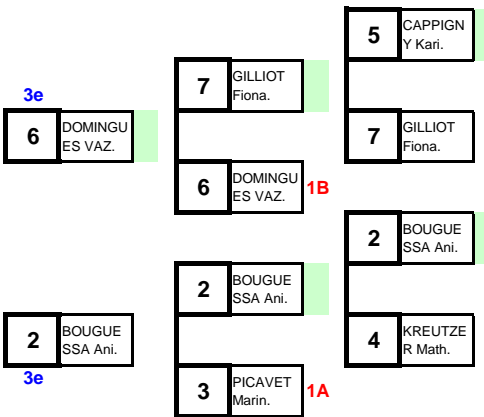 5
CAPPIGN
Y Kari.
3e
7
GILLIOT
Fiona.
6
DOMINGU
ES VAZ.
7
GILLIOT
Fiona.
6
DOMINGU
ES VAZ.
1B
2
BOUGUE
SSA Ani.
2
BOUGUE
SSA Ani.
2
BOUGUE
SSA Ani.
4
KREUTZE
R Math.
3e
3
PICAVET
Marin.
1A